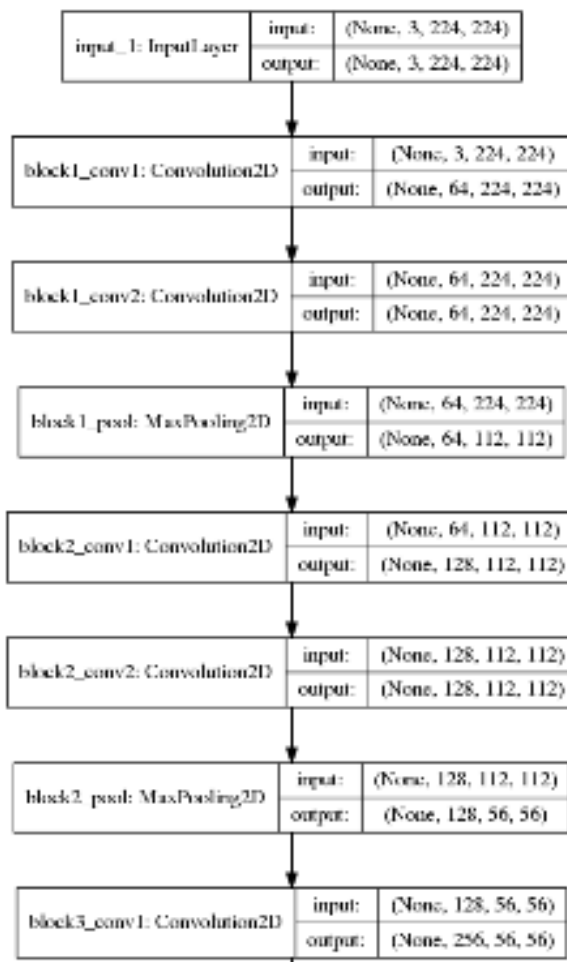 input_1: InputLayer
input: (None, 3, 224, 224)
output: (None, 3, 224, 224)
block1_conv1: Convolution2D
input: (None, 3, 224, 224)
output: (None, 64, 224, 224)
block1_conv2: Convolution2D
input: (None, 64, 224, 224)
output: (None, 64, 224, 224)
block1_pool: MaxPooling2D
input: (None, 64, 224, 224)
output: (None, 64, 112, 112)
block2_conv1: Convolution2D
input: (None, 64, 112, 112)
output: (None, 128, 112, 112)
block2_conv2: Convolution2D
input: (None, 128, 112, 112)
output: (None, 128, 112, 112)
block2_pool: MaxPooling2D
input: (None, 128, 112, 112)
output: (None, 128, 56, 56)
block3_conv1: Convolution2D
input: (None, 128, 56, 56)
output: (None, 256, 56, 56)